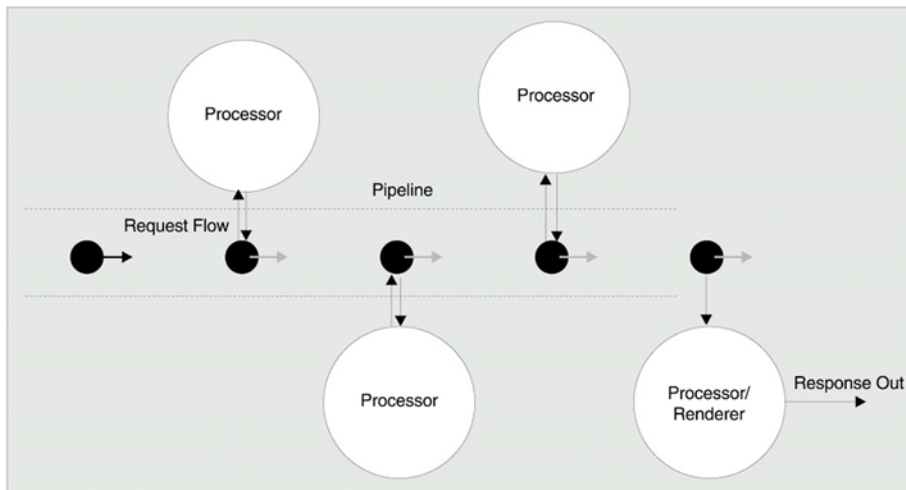 Processor
Processor
Pipeline
Request Flow
Processor
Processor/
Renderer
Response Out